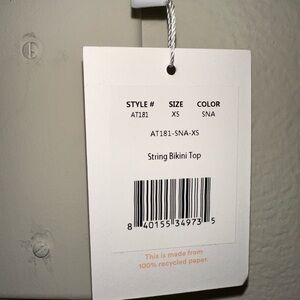 STYLE # SIZE COLOR
AT181 XS SNA
AT181-SNA-XS
String Bikini Top
8 40155 34973 5
This is made from
100% recycled paper.